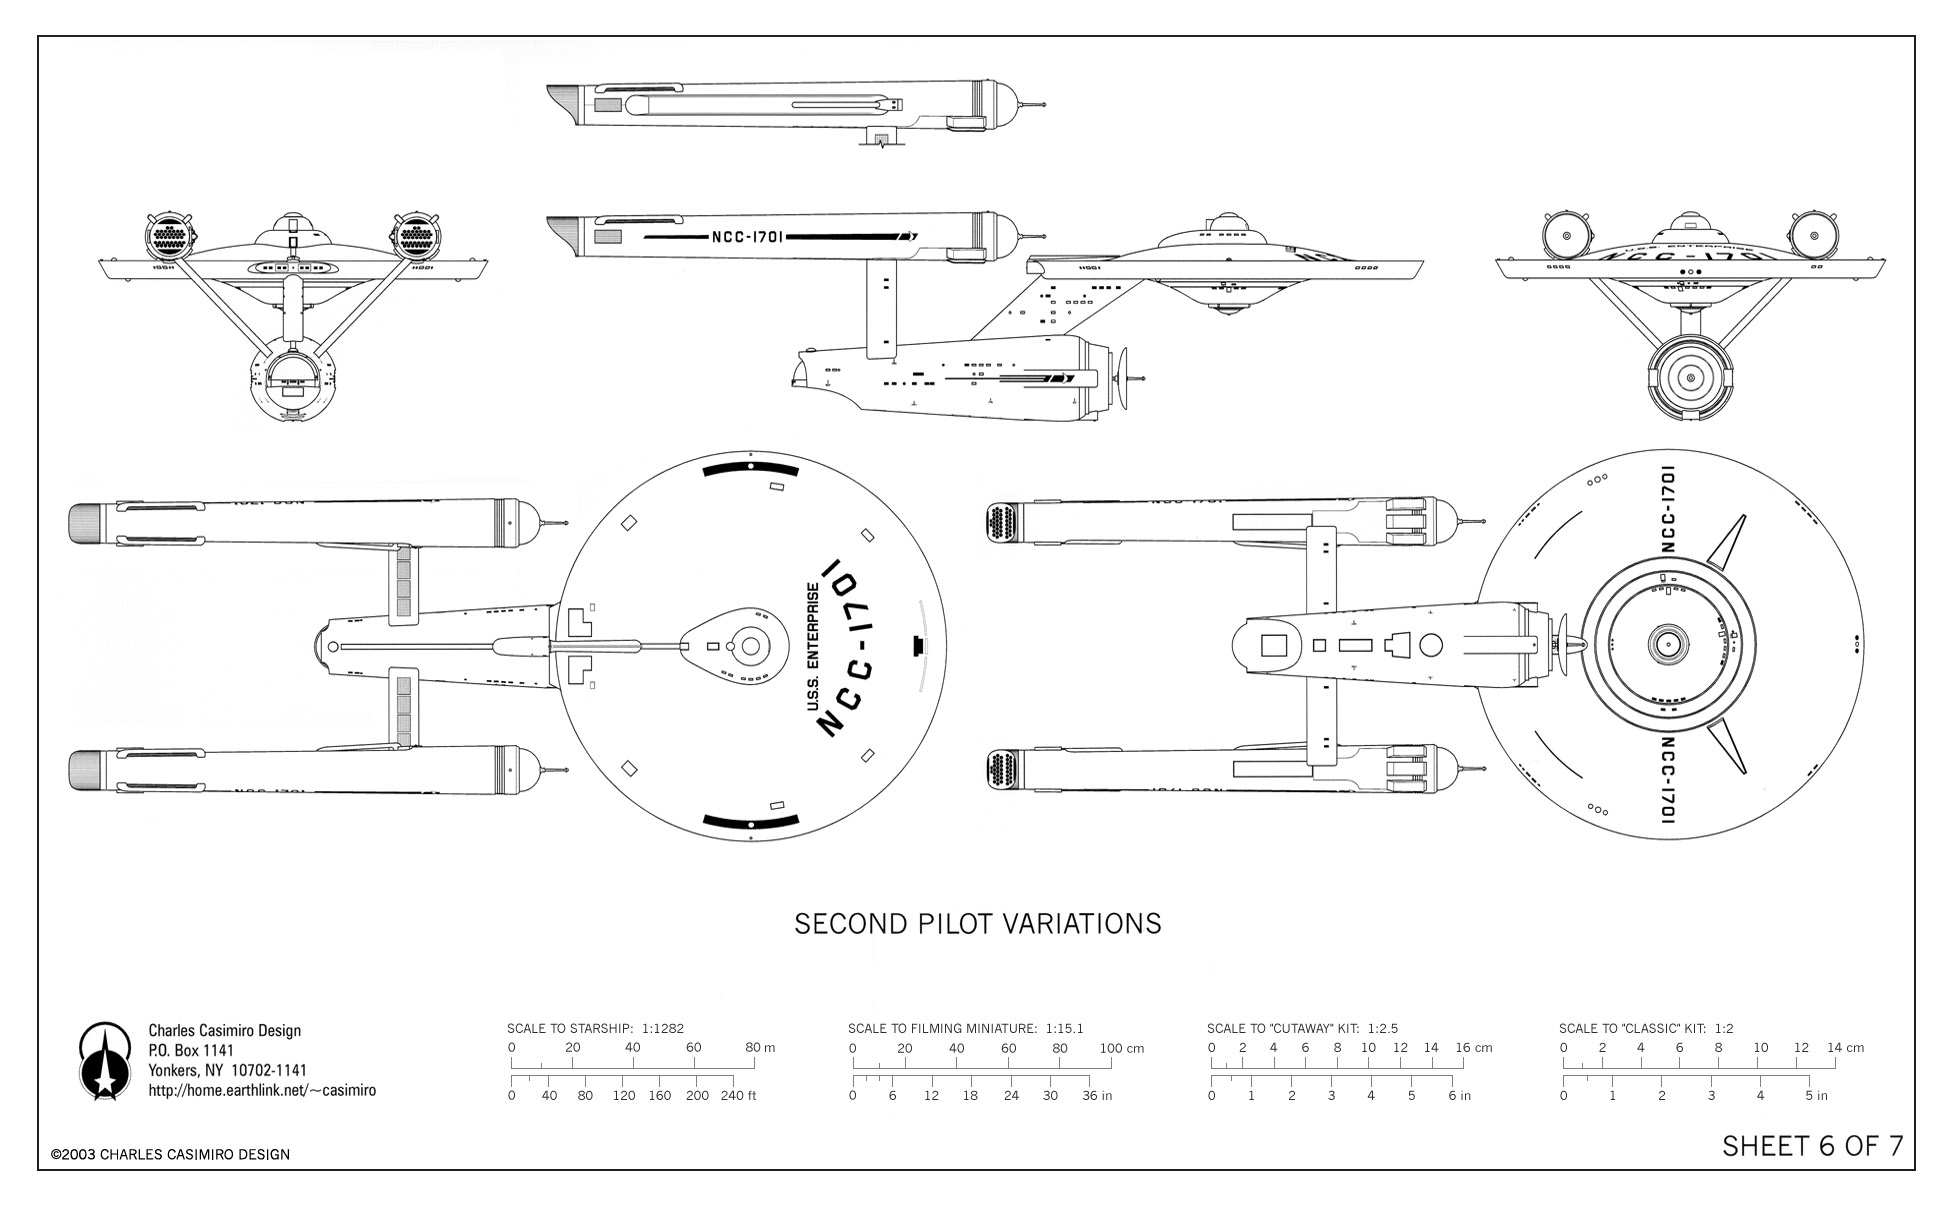 NCC-1701
NCC-1701
U.S.S. ENTERPRISE
NCC-1701
U.S.S. ENTERPRISE
NCC-1701
NCC-1701
NCC-1701
SECOND PILOT VARIATIONS
Charles Casimiro Design
P.O. Box 1141
Yonkers, NY 10702-1141
http://home.earthlink.net/~casimiro
SCALE TO STARSHIP: 1:1282
0 20 40 60 80 m
0 40 80 120 160 200 240 ft
SCALE TO FILMING MINIATURE: 1:15.1
0 20 40 60 80 100 cm
0 6 12 18 24 30 36 in
SCALE TO "CUTAWAY" KIT: 1:2.5
0 2 4 6 8 10 12 14 16 cm
0 1 2 3 4 5 6 in
SCALE TO "CLASSIC" KIT: 1:2
0 2 4 6 8 10 12 14 cm
0 1 2 3 4 5 in
©2003 CHARLES CASIMIRO DESIGN
SHEET 6 OF 7